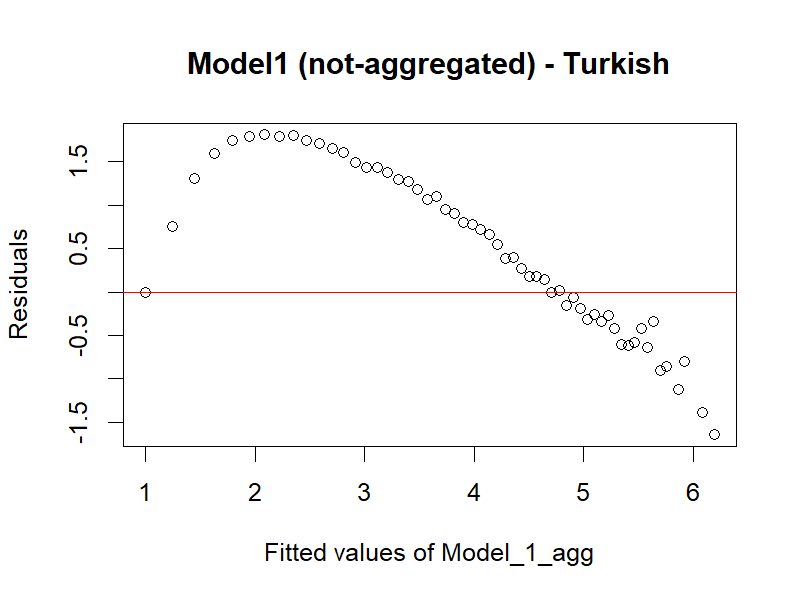 Model1 (not-aggregated) - Turkish
Residuals
1.5
0.5
-0.5
-1.5
1 2 3 4 5 6
Fitted values of Model_1_agg